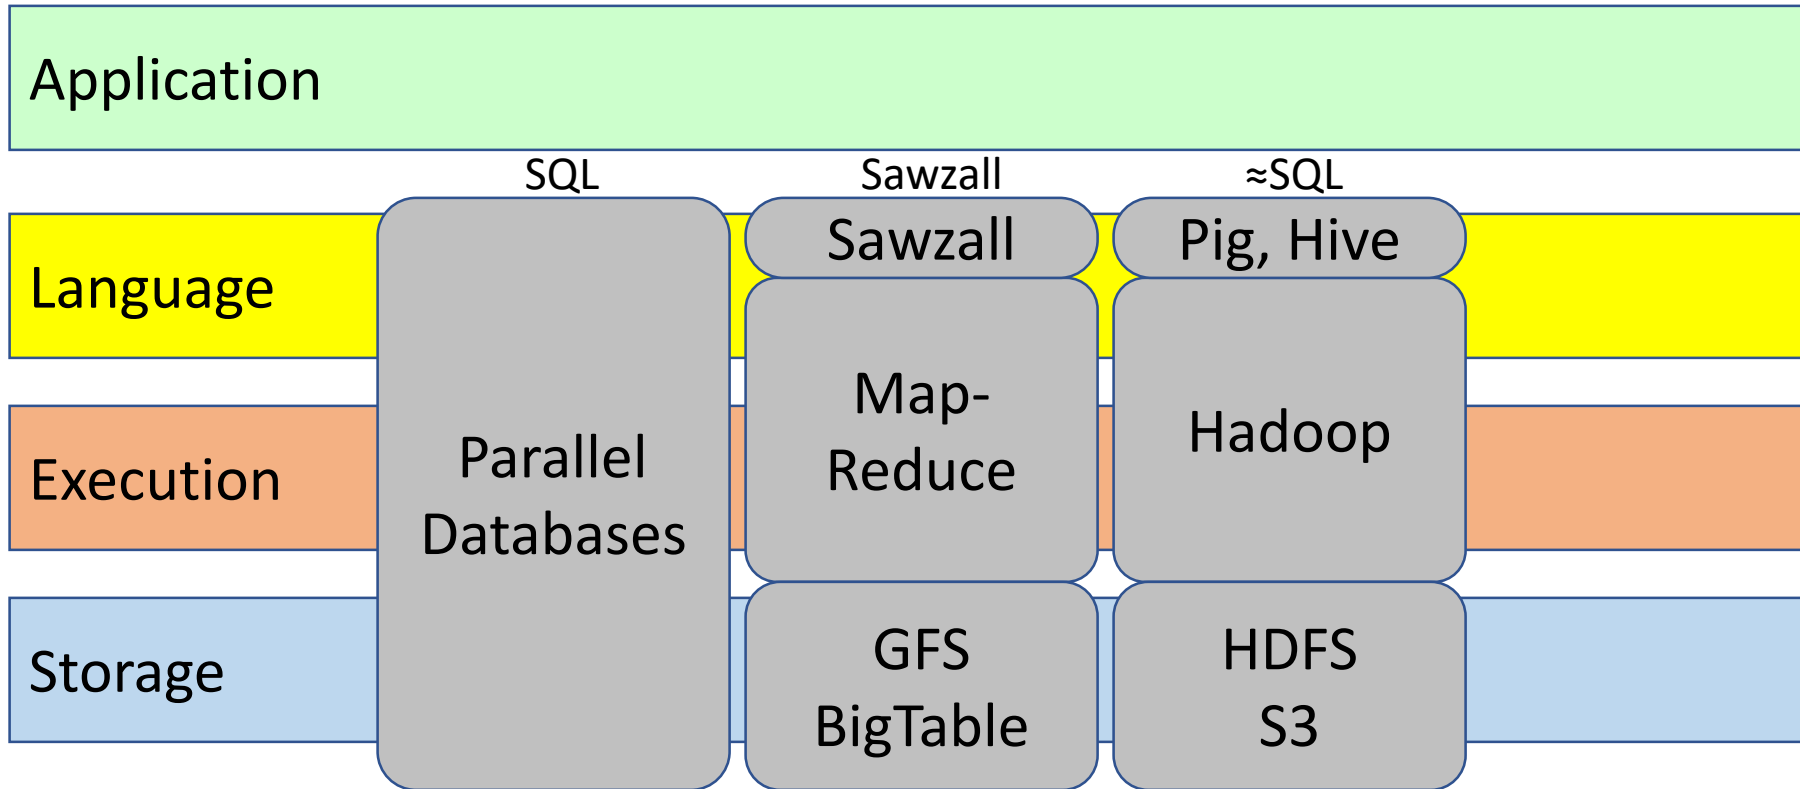 Application
SQL
Sawzall
≈SQL
Language
Sawzall
Pig, Hive
Execution
Parallel
Databases
Map-
Reduce
Hadoop
Storage
GFS
BigTable
HDFS
S3